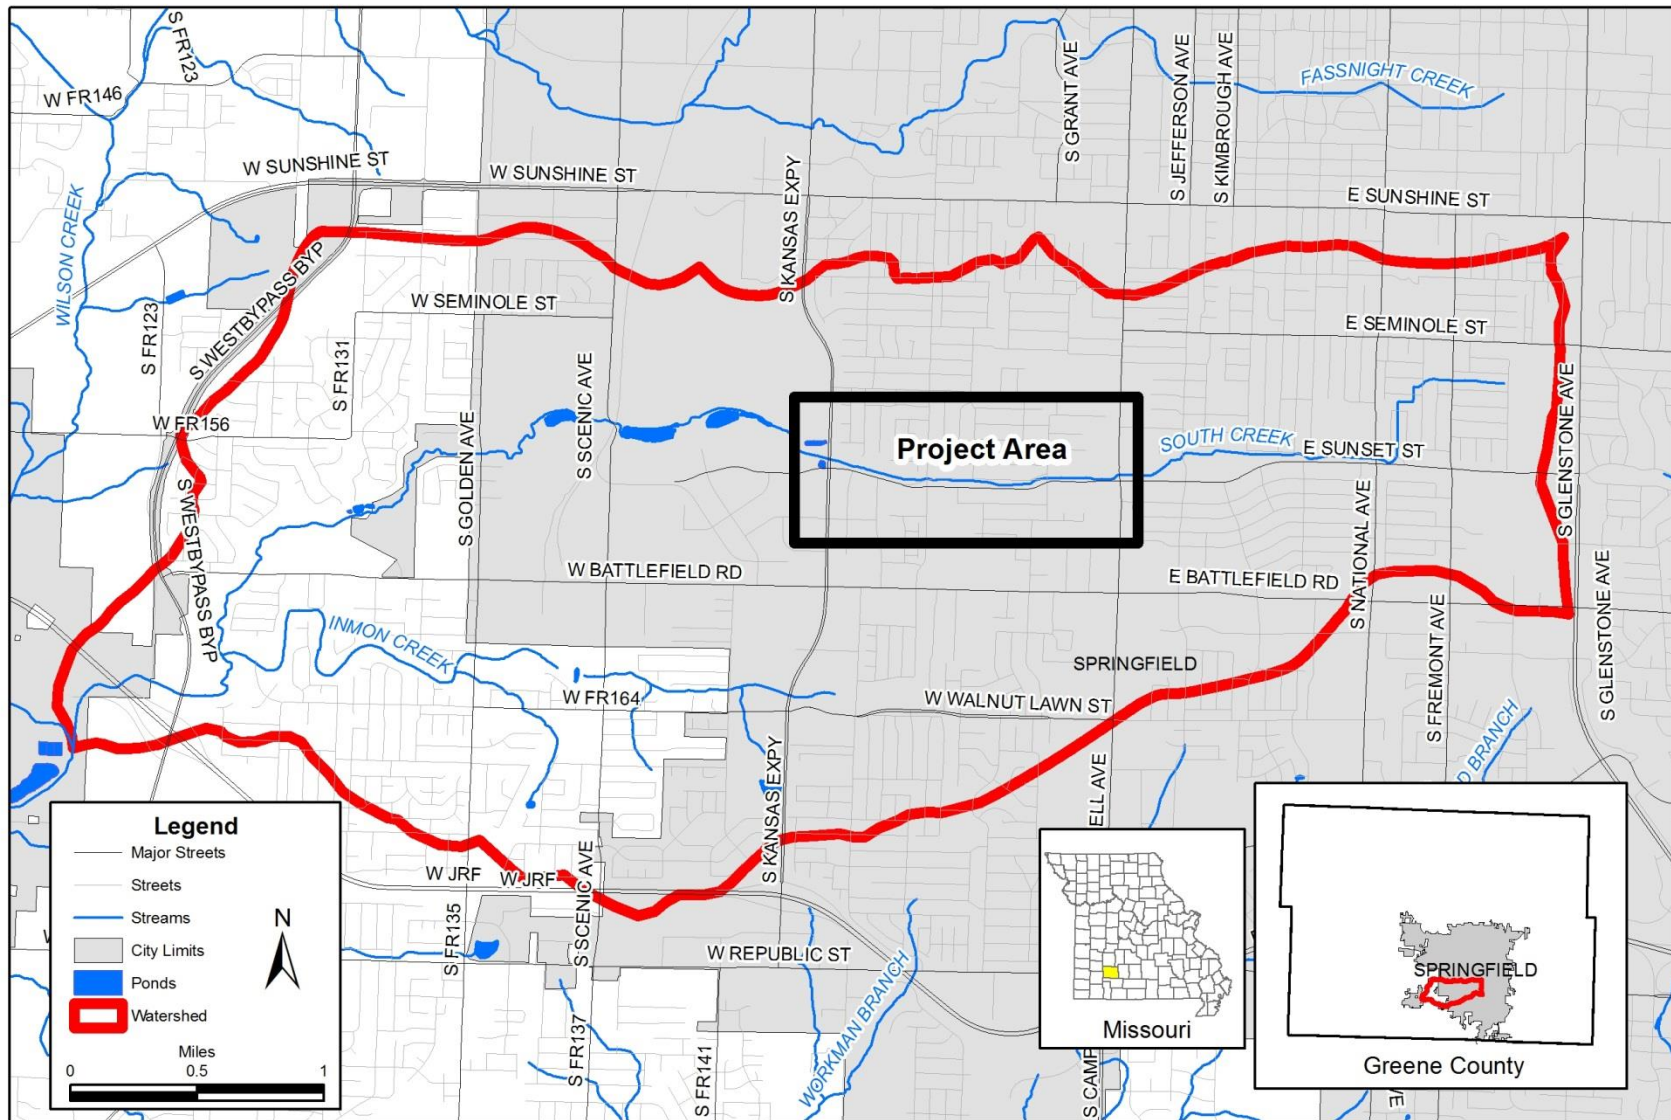 S FR123
W FR146
S GRANT AVE
S JEFFERSON AVE
S KIMBROUGH AVE
FASSNIGHT CREEK
W SUNSHINE ST
W SUNSHINE ST
E SUNSHINE ST
WILSON CREEK
S KANSAS EXPY
S WESTBYPASS BYP
W SEMINOLE ST
E SEMINOLE ST
S FR123
S FR131
S SCENIC AVE
S GOLDEN AVE
W FR156
Project Area
SOUTH CREEK
E SUNSET ST
S GLENSTONE AVE
S WESTBYPASS BYP
S NATIONAL AVE
W BATTLEFIELD RD
E BATTLEFIELD RD
INMON CREEK
S FREMONT AVE
S GLENSTONE AVE
SPRINGFIELD
W FR164
W WALNUT LAWN ST
S KANSAS EXPY
D BRANCH
ELL AVE
W JRF
W JRF
S SCENIC AVE
S FR135
W REPUBLIC ST
WORKMAN BRANCH
S FR137
S FR141
S CAMP
VE
Legend
Major Streets
Streets
Streams
City Limits
Ponds
Watershed
N
Miles
0 0.5 1
Missouri
SPRINGFIELD
Greene County